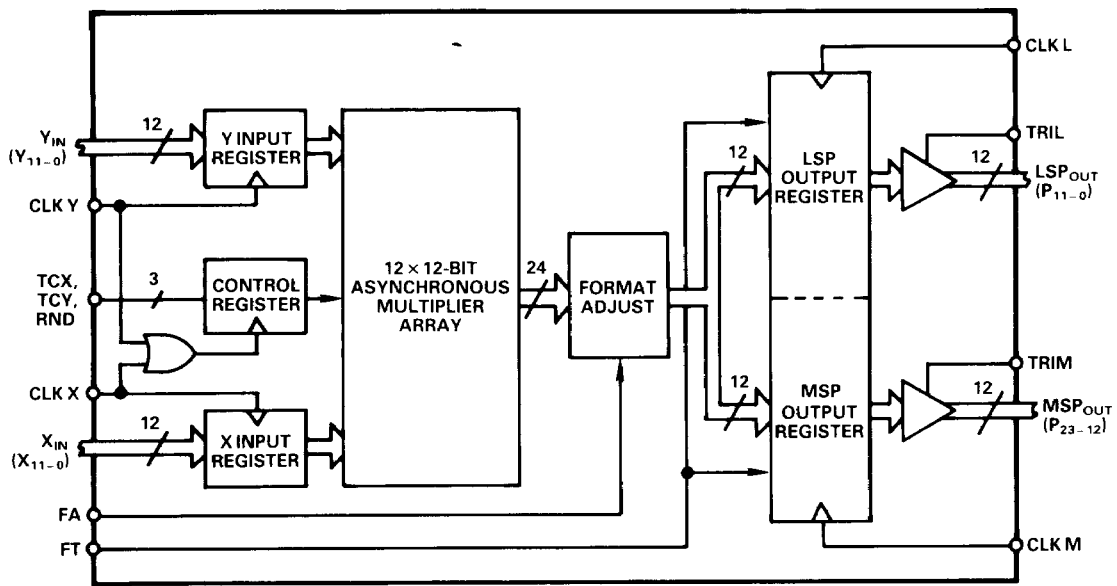 CLK L
12
Y INPUT
REGISTER
Y_IN
(Y_11-0)
CLK Y
TCX,
TCY,
RND
3
CONTROL
REGISTER
CLK X
12
X_IN
(X_11-0)
X INPUT
REGISTER
FA
FT
12 × 12-BIT
ASYNCHRONOUS
MULTIPLIER
ARRAY
24
FORMAT
ADJUST
12
LSP
OUTPUT
REGISTER
12
MSP
OUTPUT
REGISTER
TRIL
12
LSP_OUT
(P_11-0)
TRIM
12
MSP_OUT
(P_23-12)
CLK M